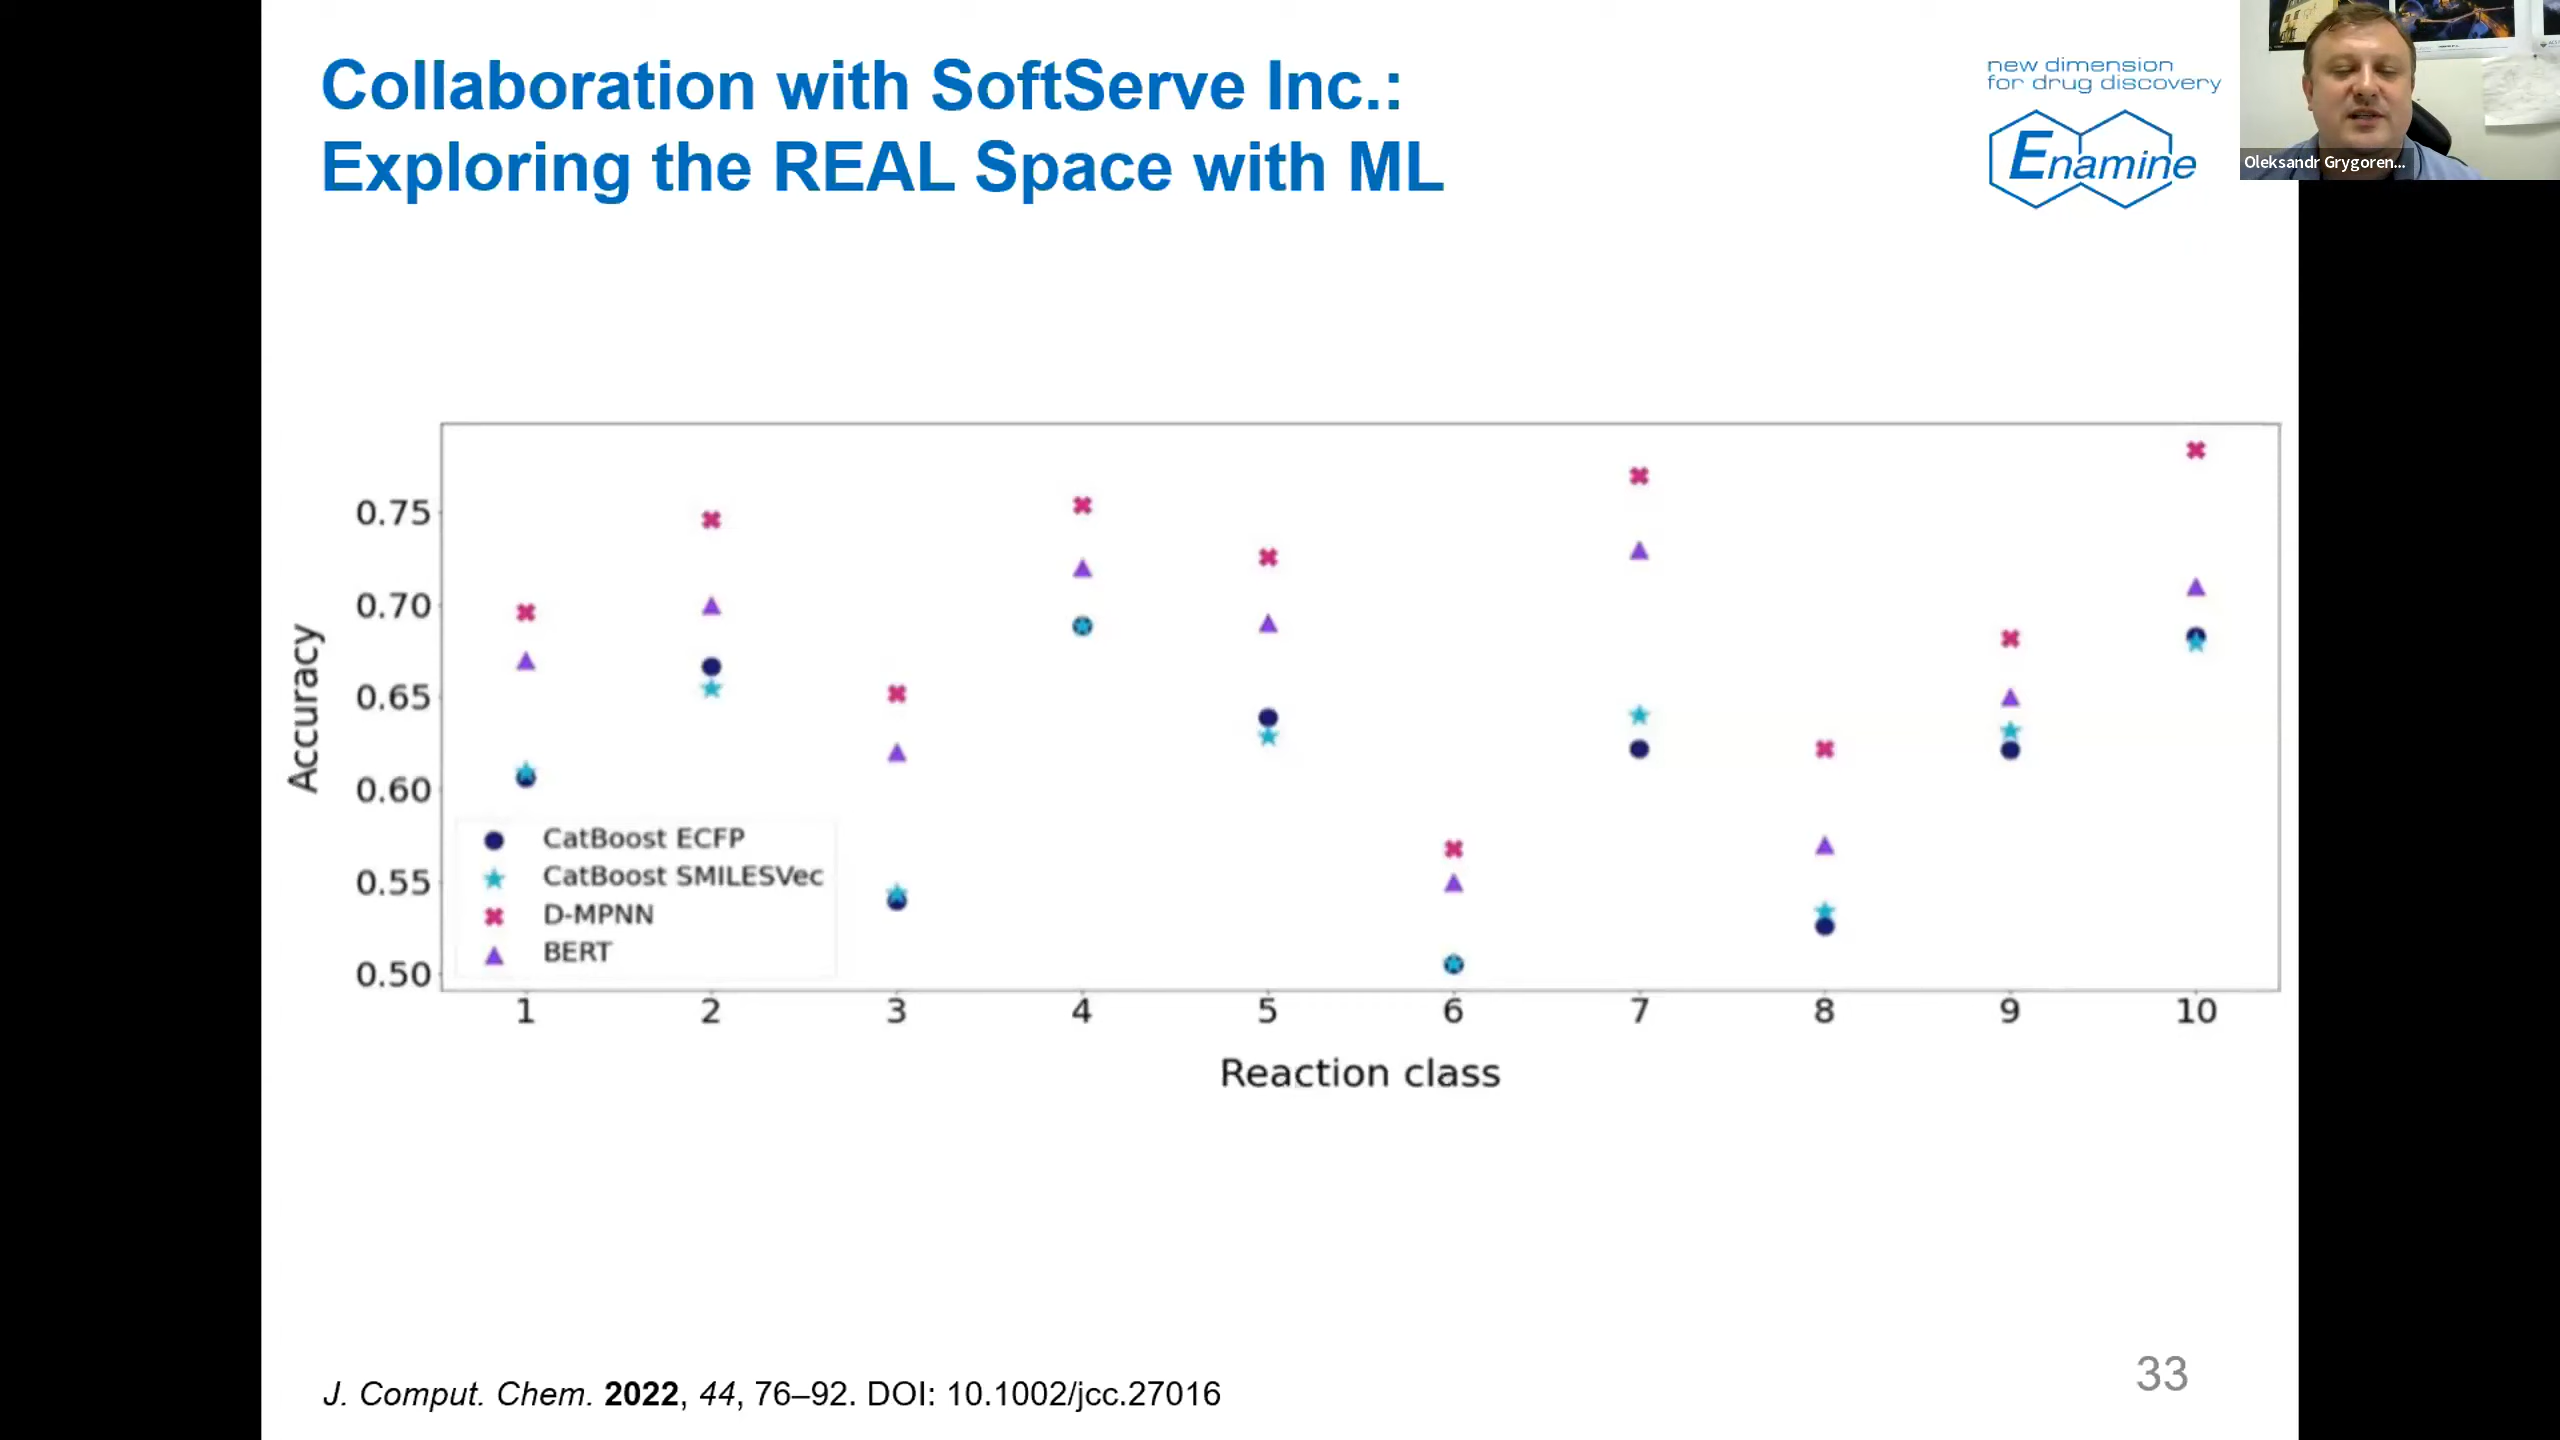 Collaboration with SoftServe Inc.:
Exploring the REAL Space with ML
new dimension
for drug discovery
Enamine
Oleksandr Grygoren...
Accuracy
0.75
0.70
0.65
0.60
0.55
0.50
CatBoost ECFP
CatBoost SMILESVec
D-MPNN
BERT
1 2 3 4 5 6 7 8 9 10
Reaction class
J. Comput. Chem. 2022, 44, 76–92. DOI: 10.1002/jcc.27016
33